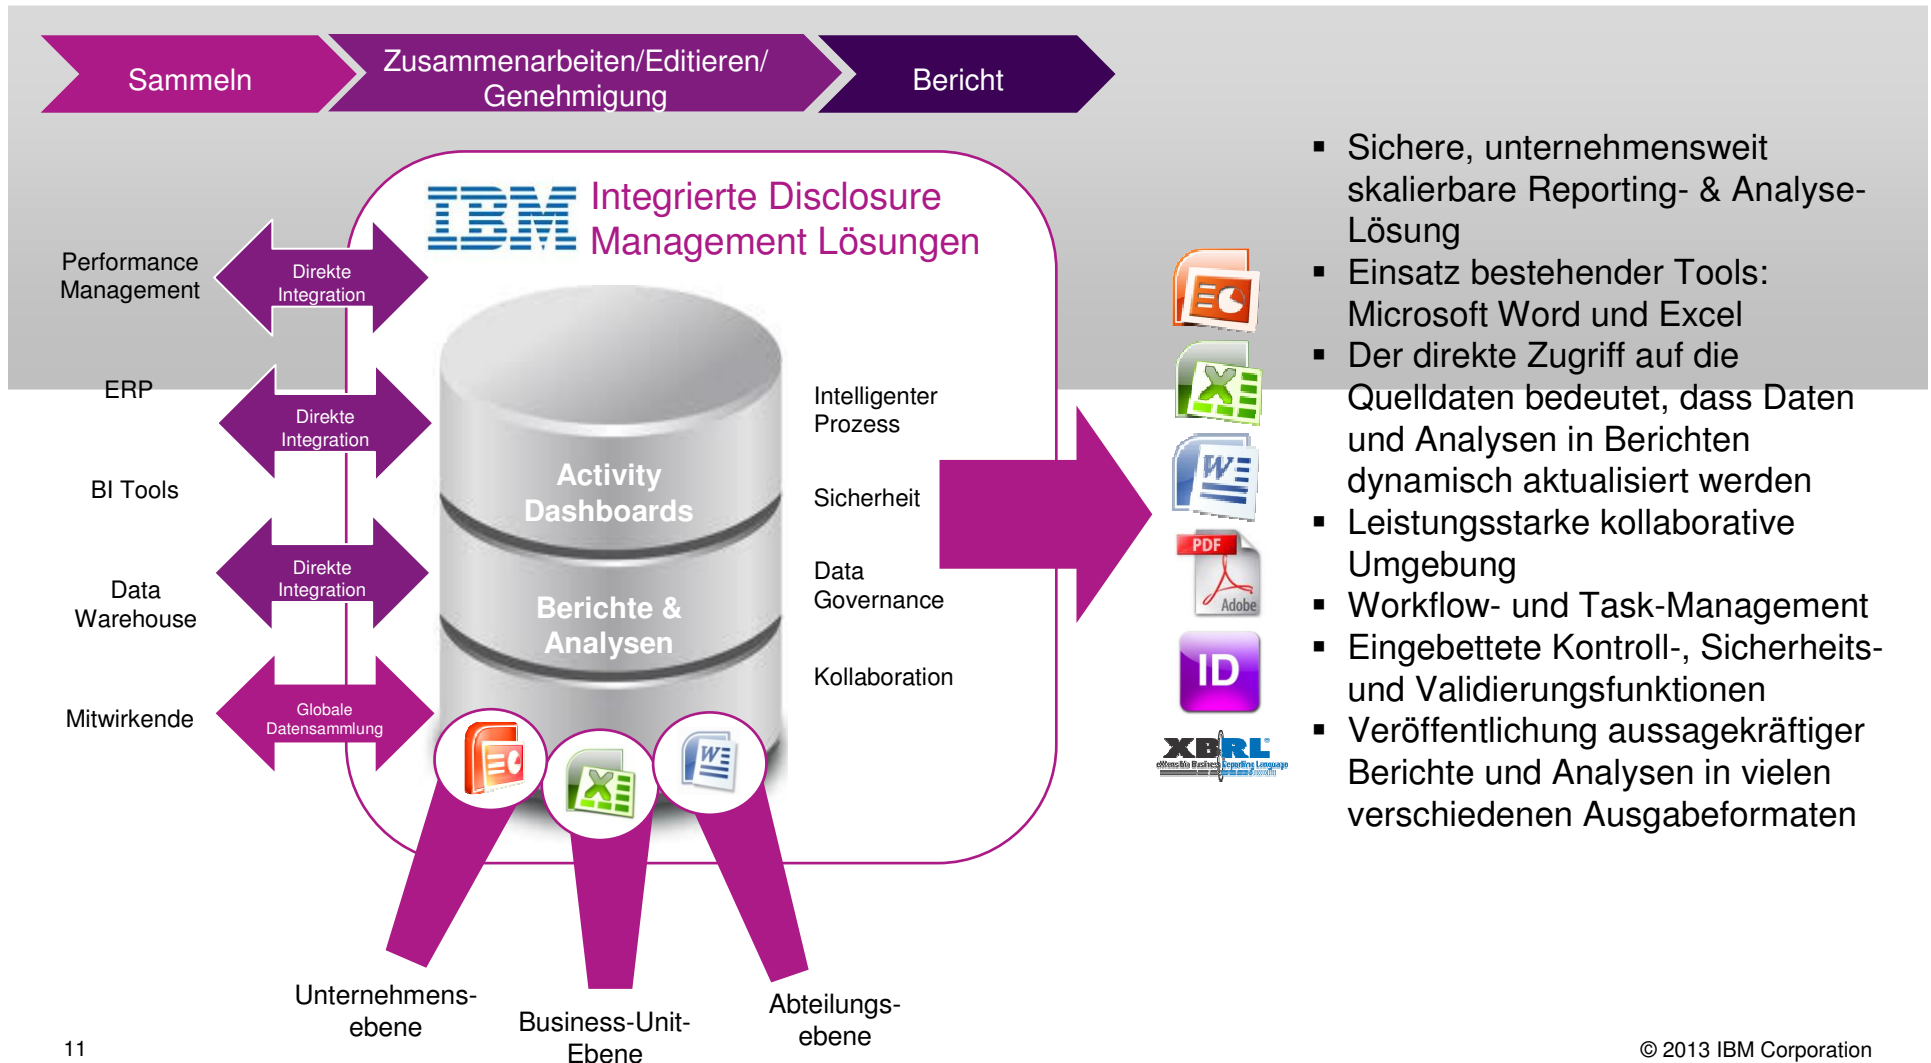 Sammeln
Zusammenarbeiten/Editieren/
Genehmigung
Bericht
IBM
Integrierte Disclosure
Management Lösungen
Performance
Management
Direkte
Integration
ERP
Direkte
Integration
BI Tools
Data
Warehouse
Direkte
Integration
Mitwirkende
Globale
Datensammlung
Activity
Dashboards
Berichte &
Analysen
Intelligenter
Prozess
Sicherheit
Data
Governance
Kollaboration
Unternehmens-
ebene
Business-Unit-
Ebene
Abteilungs-
ebene
PDF
Adobe
ID
XBRL
eXtensible Business Reporting Language
▪ Sichere, unternehmensweit
skalierbare Reporting- & Analyse-
Lösung
▪ Einsatz bestehender Tools:
Microsoft Word und Excel
▪ Der direkte Zugriff auf die
Quelldaten bedeutet, dass Daten
und Analysen in Berichten
dynamisch aktualisiert werden
▪ Leistungsstarke kollaborative
Umgebung
▪ Workflow- und Task-Management
▪ Eingebettete Kontroll-, Sicherheits-
und Validierungsfunktionen
▪ Veröffentlichung aussagekräftiger
Berichte und Analysen in vielen
verschiedenen Ausgabeformaten
11
© 2013 IBM Corporation